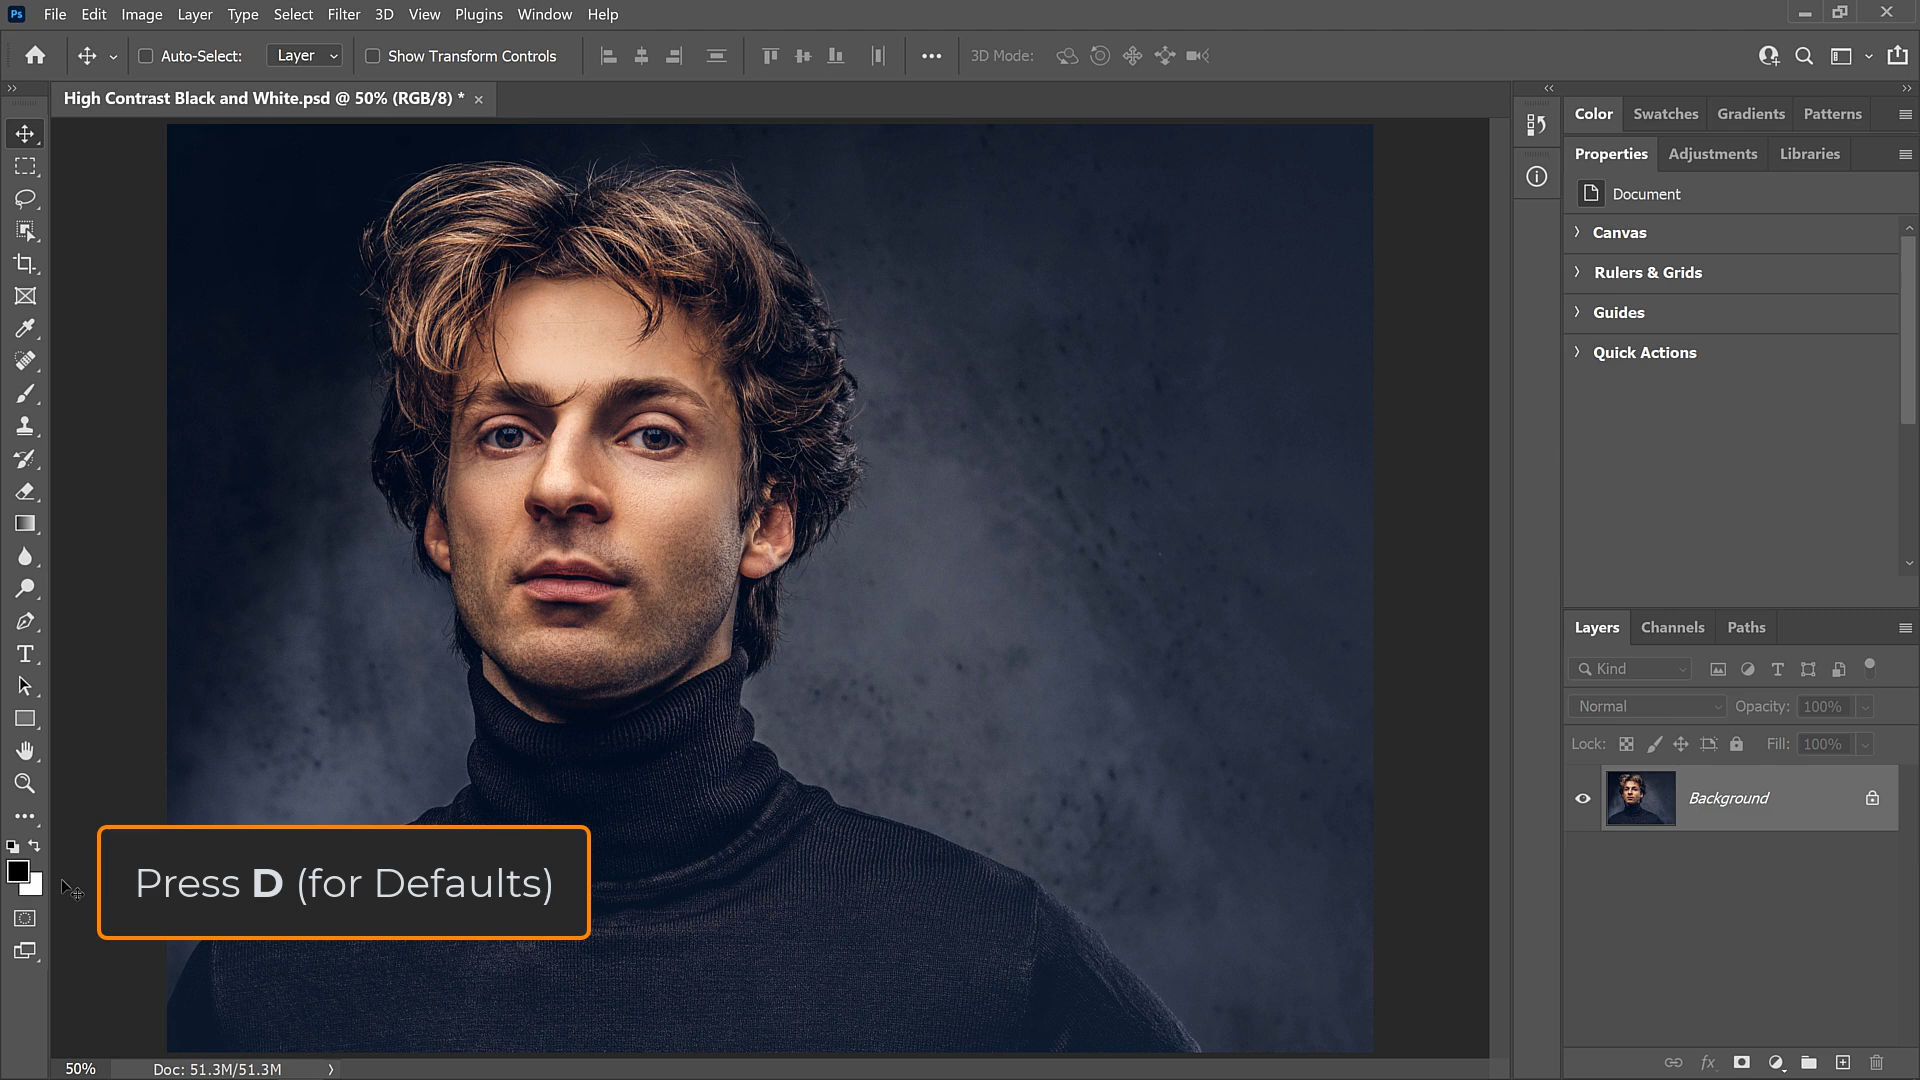 Ps File Edit Image Layer Type Select Filter 3D View Plugins Window Help
Auto-Select: Layer Show Transform Controls 3D Mode:
High Contrast Black and White.psd @ 50% (RGB/8) * ×
Color Swatches Gradients Patterns
Properties Adjustments Libraries
Document
Canvas
Rulers & Grids
Guides
Quick Actions
Layers Channels Paths
Kind
Normal Opacity: 100%
Lock: Fill: 100%
Background
Press D (for Defaults)
50% Doc: 51.3M/51.3M
fx